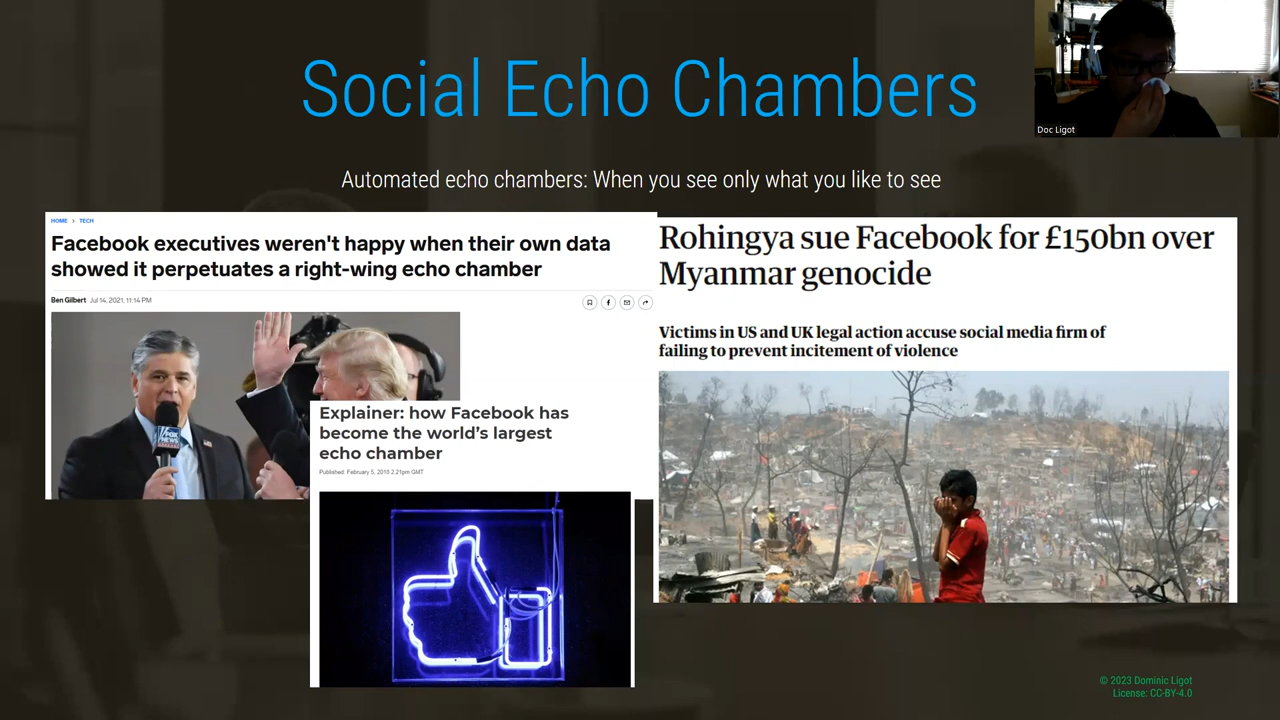 Social Echo Chambers
Doc Ligot
Automated echo chambers: When you see only what you like to see
HOME > TECH
Facebook executives weren't happy when their own data
showed it perpetuates a right-wing echo chamber
Ben Gilbert Jul 14, 2021, 11:14 PM
FOX
NEWS
Explainer: how Facebook has
become the world’s largest
echo chamber
Published: February 5, 2018 2.21pm GMT
Rohingya sue Facebook for £150bn over
Myanmar genocide
Victims in US and UK legal action accuse social media firm of
failing to prevent incitement of violence
© 2023 Dominic Ligot
License: CC-BY-4.0